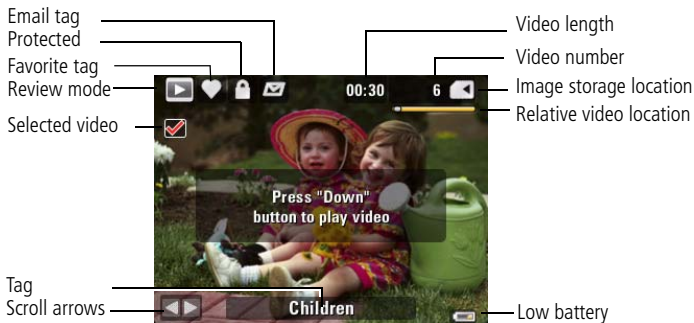 Email tag
Protected
Favorite tag
Review mode
Selected video
Tag
Scroll arrows
Video length
Video number
Image storage location
Relative video location
Low battery
00:30
6
Press "Down"
button to play video
Children